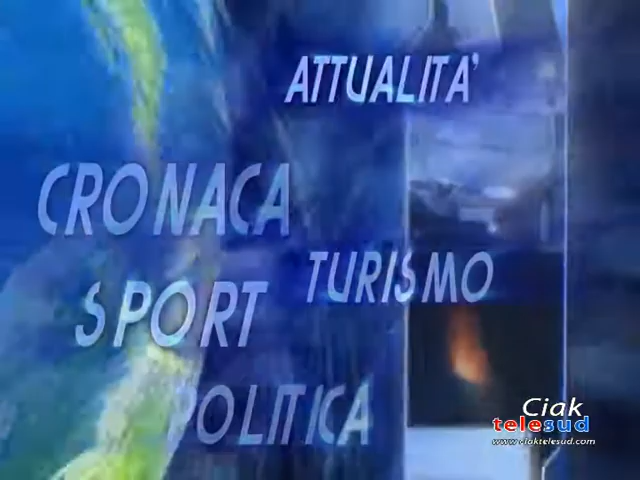 ATTUALITA'
CRONACA
TURISMO
SPORT
POLITICA
Ciak
telesud
www.ciaktelesud.com